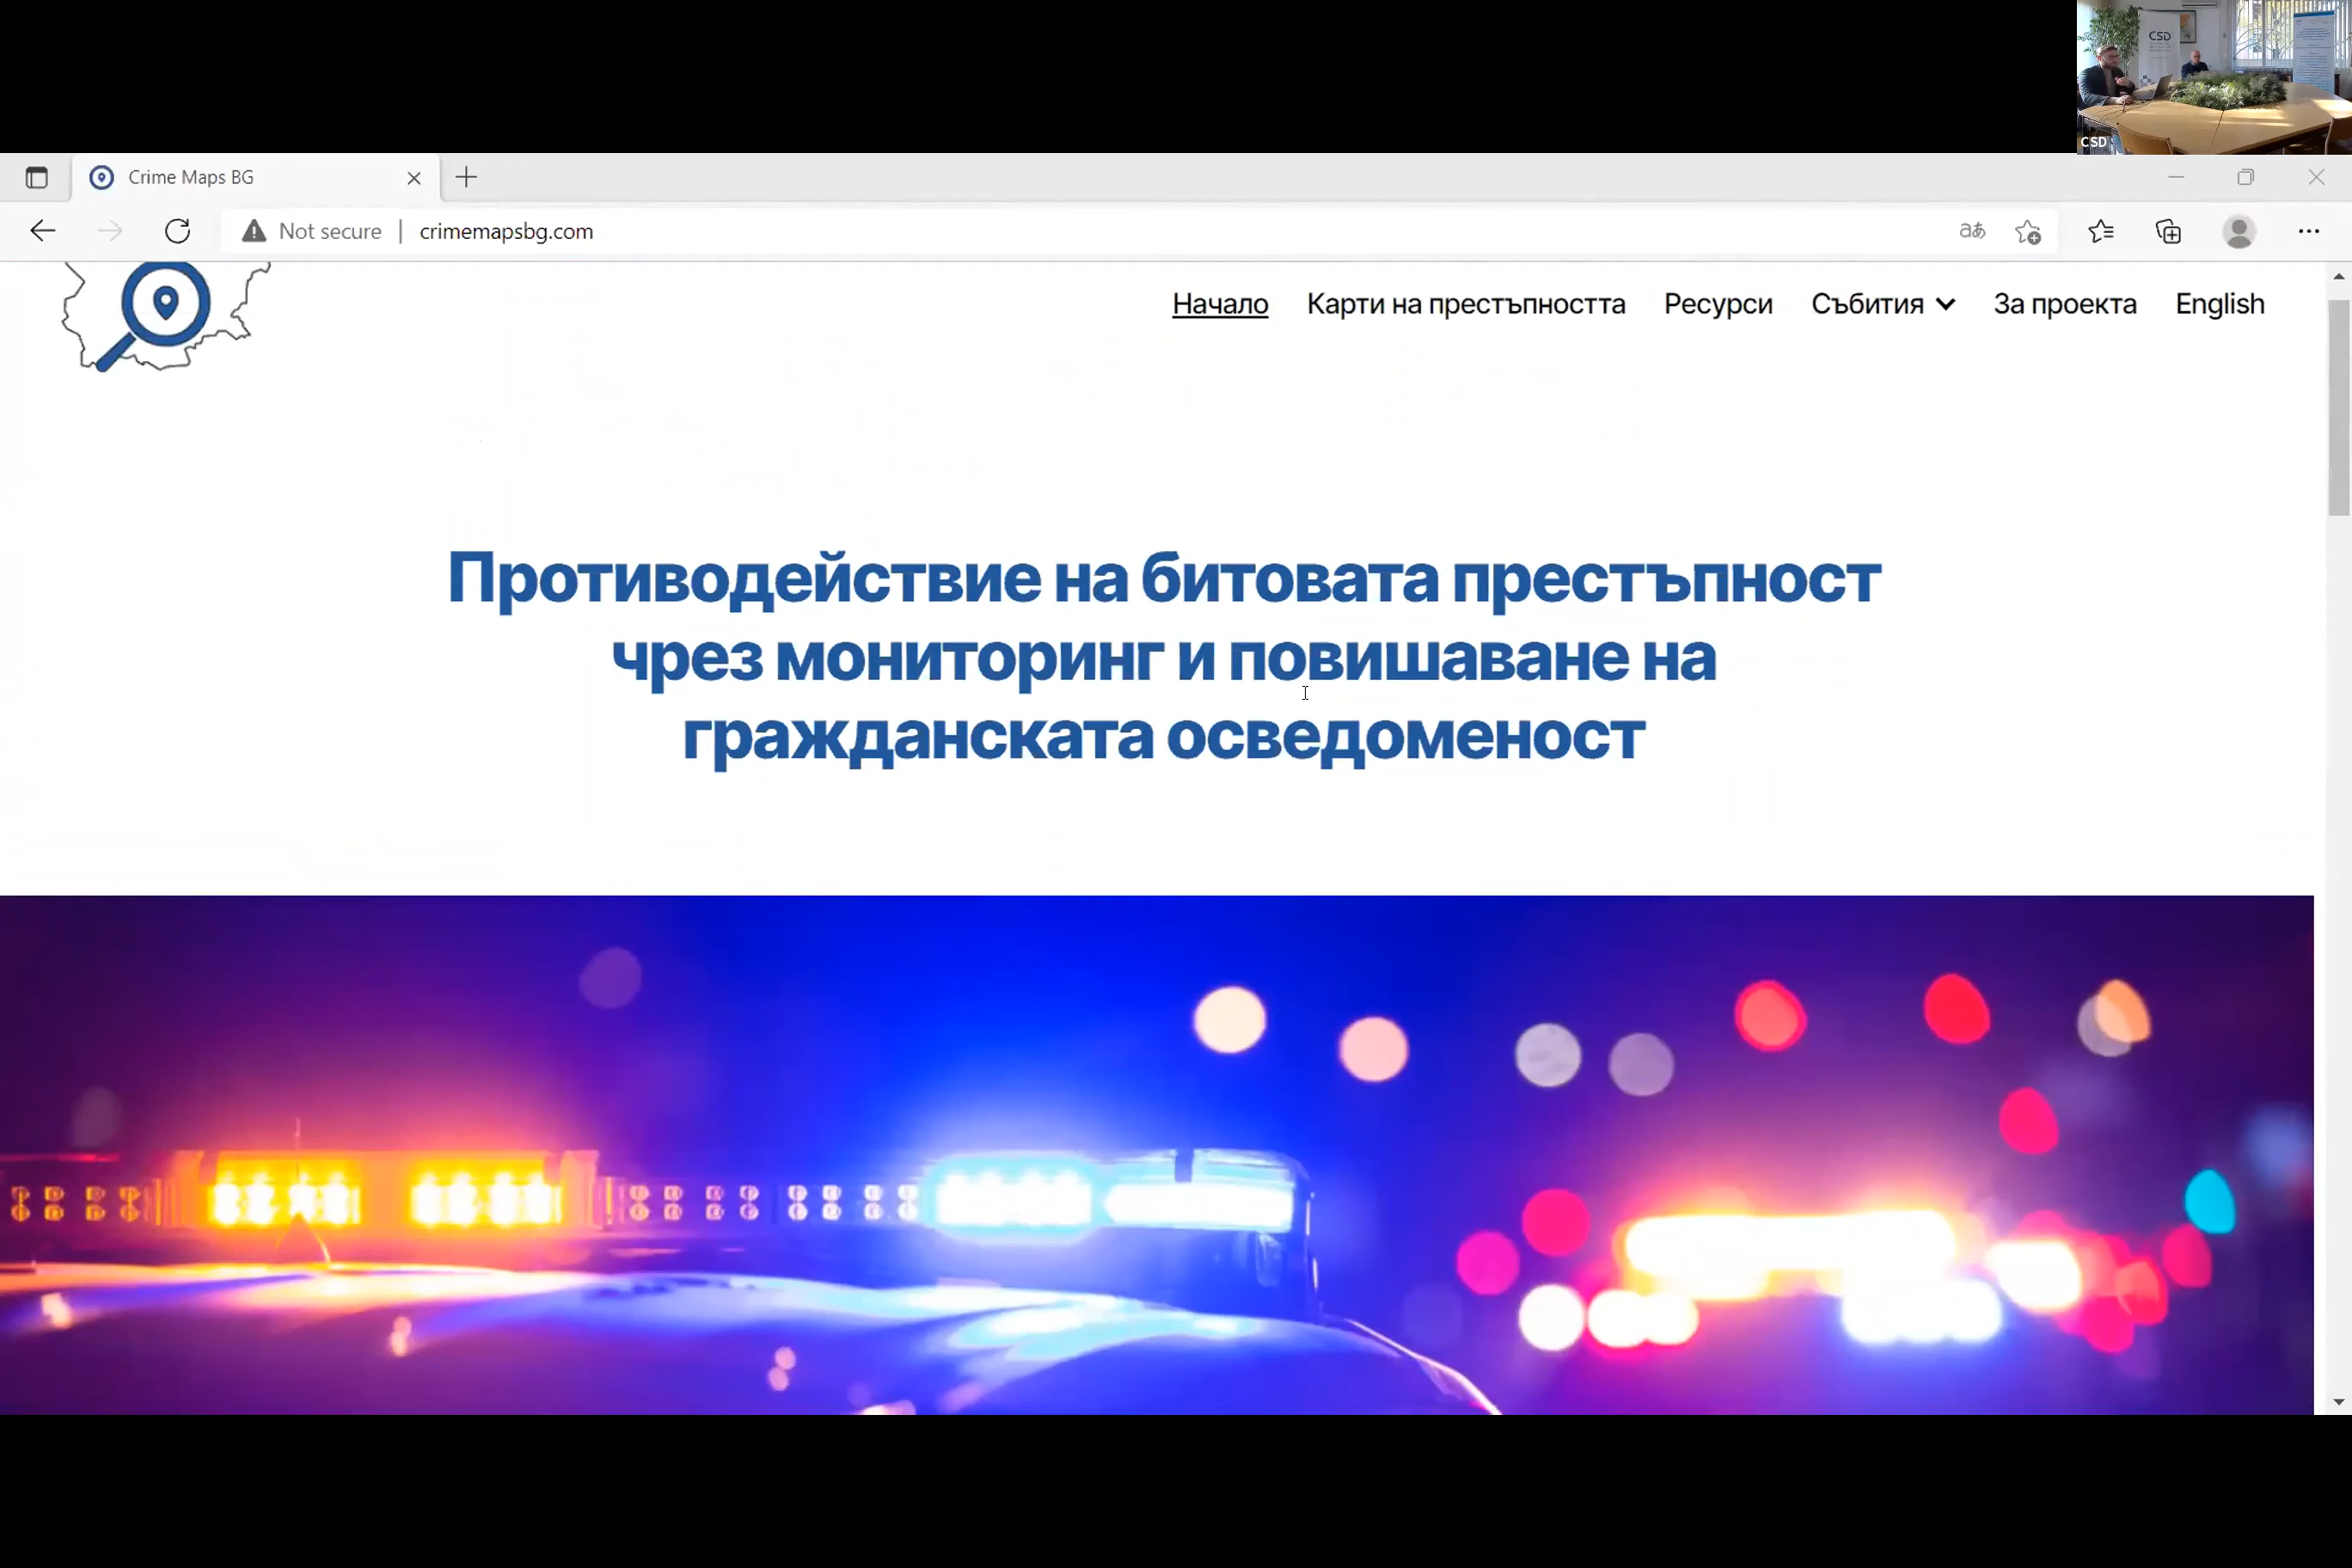 CSD
CSD
Crime Maps BG
Not secure | crimemapsbg.com
Начало Карти на престъпността Ресурси Събития За проекта English
Противодействие на битовата престъпност
чрез мониторинг и повишаване на
гражданската осведоменост